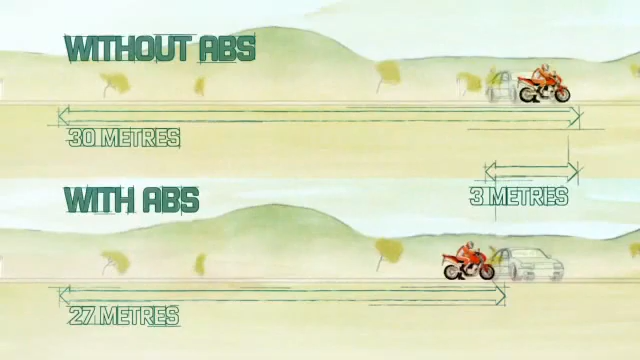 WITHOUT ABS
30 METRES
3 METRES
WITH ABS
27 METRES